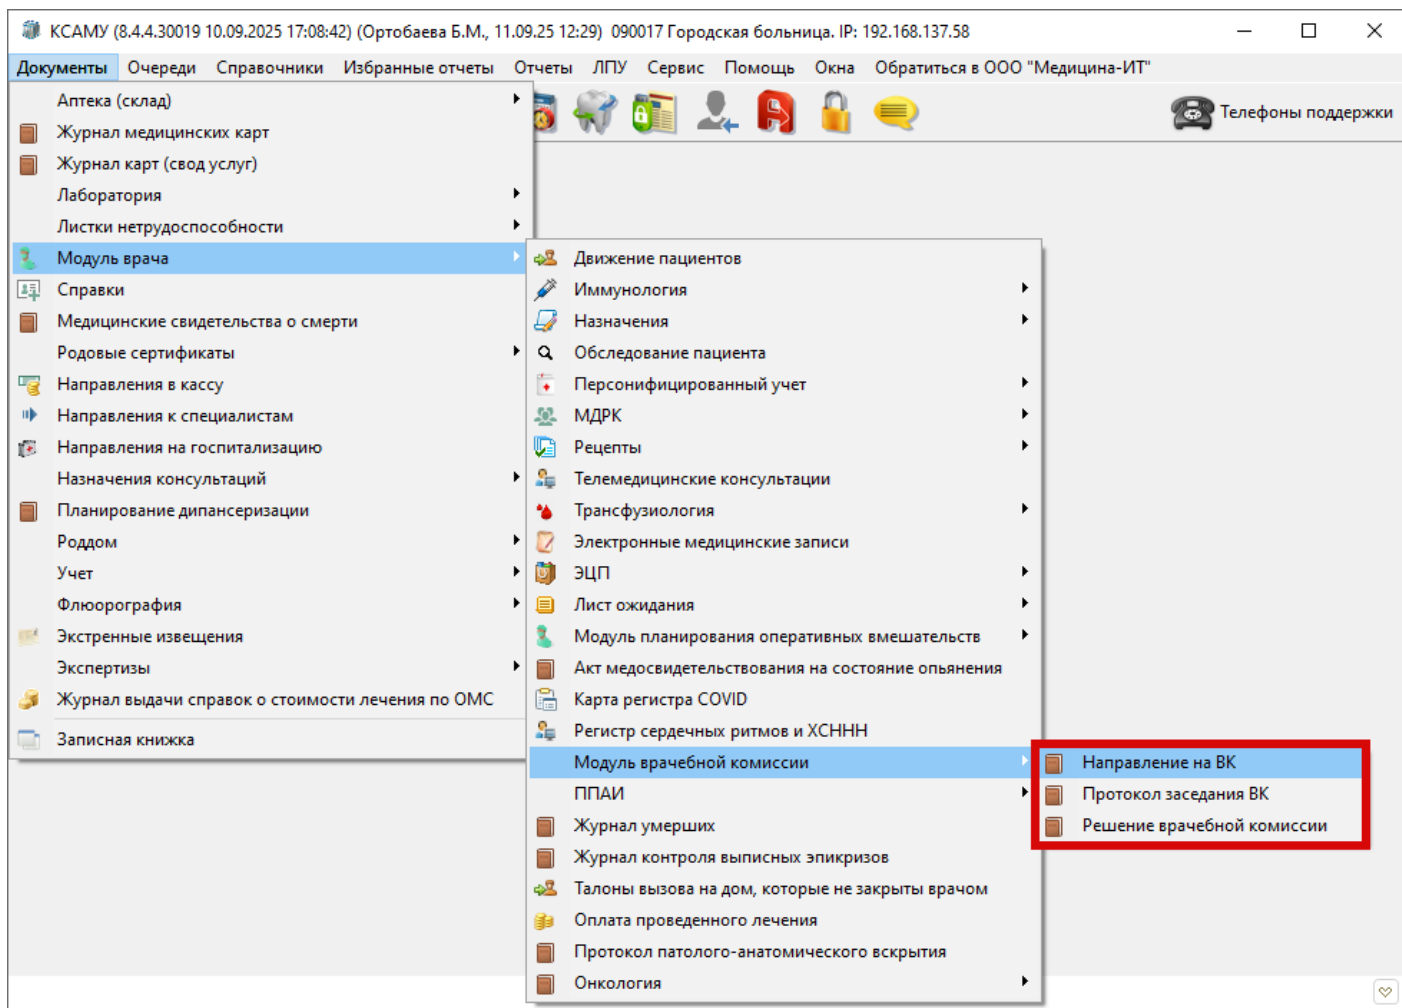 КСАМУ (8.4.4.30019 10.09.2025 17:08:42) (Ортобаева Б.М., 11.09.25 12:29) 090017 Городская больница. IP: 192.168.137.58
Документы Очереди Справочники Избранные отчеты Отчеты ЛПУ Сервис Помощь Окна Обратиться в ООО "Медицина-ИТ"
Телефоны поддержки
Аптека (склад)
Журнал медицинских карт
Журнал карт (свод услуг)
Лаборатория
Листки нетрудоспособности
Модуль врача
Справки
Медицинские свидетельства о смерти
Родовые сертификаты
Направления в кассу
Направления к специалистам
Направления на госпитализацию
Назначения консультаций
Планирование дипансеризации
Роддом
Учет
Флюорография
Экстренные извещения
Экспертизы
Журнал выдачи справок о стоимости лечения по ОМС
Записная книжка
Движение пациентов
Иммунология
Назначения
Обследование пациента
Персонифицированный учет
МДРК
Рецепты
Телемедицинские консультации
Трансфузиология
Электронные медицинские записи
ЭЦП
Лист ожидания
Модуль планирования оперативных вмешательств
Акт медосвидетельствования на состояние опьянения
Карта регистра COVID
Регистр сердечных ритмов и ХСННН
Модуль врачебной комиссии
ППАИ
Журнал умерших
Журнал контроля выписных эпикризов
Талоны вызова на дом, которые не закрыты врачом
Оплата проведенного лечения
Протокол патолого-анатомического вскрытия
Онкология
Направление на ВК
Протокол заседания ВК
Решение врачебной комиссии